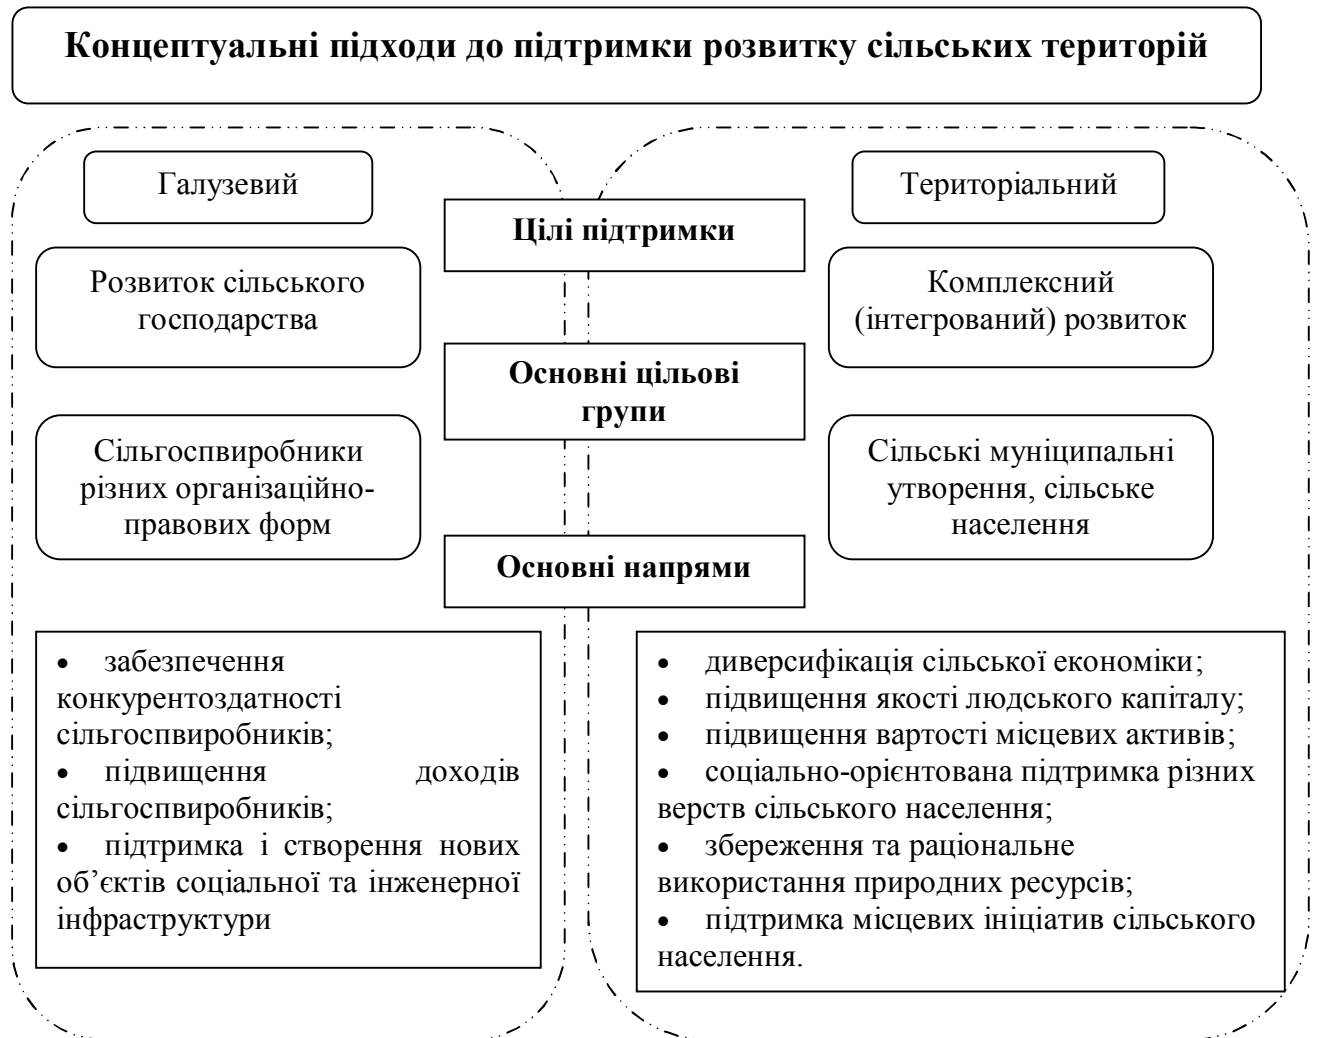 Концептуальні підходи до підтримки розвитку сільських територій
Галузевий
Територіальний
Цілі підтримки
Розвиток сільського
господарства
Комплексний
(інтегрований) розвиток
Основні цільові
групи
Сільгоспвиробники
різних організаційно-
правових форм
Сільські муніципальні
утворення, сільське
населення
Основні напрями
• забезпечення
конкурентоздатності
сільгоспвиробників;
• підвищення доходів
сільгоспвиробників;
• підтримка і створення нових
об’єктів соціальної та інженерної
інфраструктури
• диверсифікація сільської економіки;
• підвищення якості людського капіталу;
• підвищення вартості місцевих активів;
• соціально-орієнтована підтримка різних
верств сільського населення;
• збереження та раціональне
використання природних ресурсів;
• підтримка місцевих ініціатив сільського
населення.